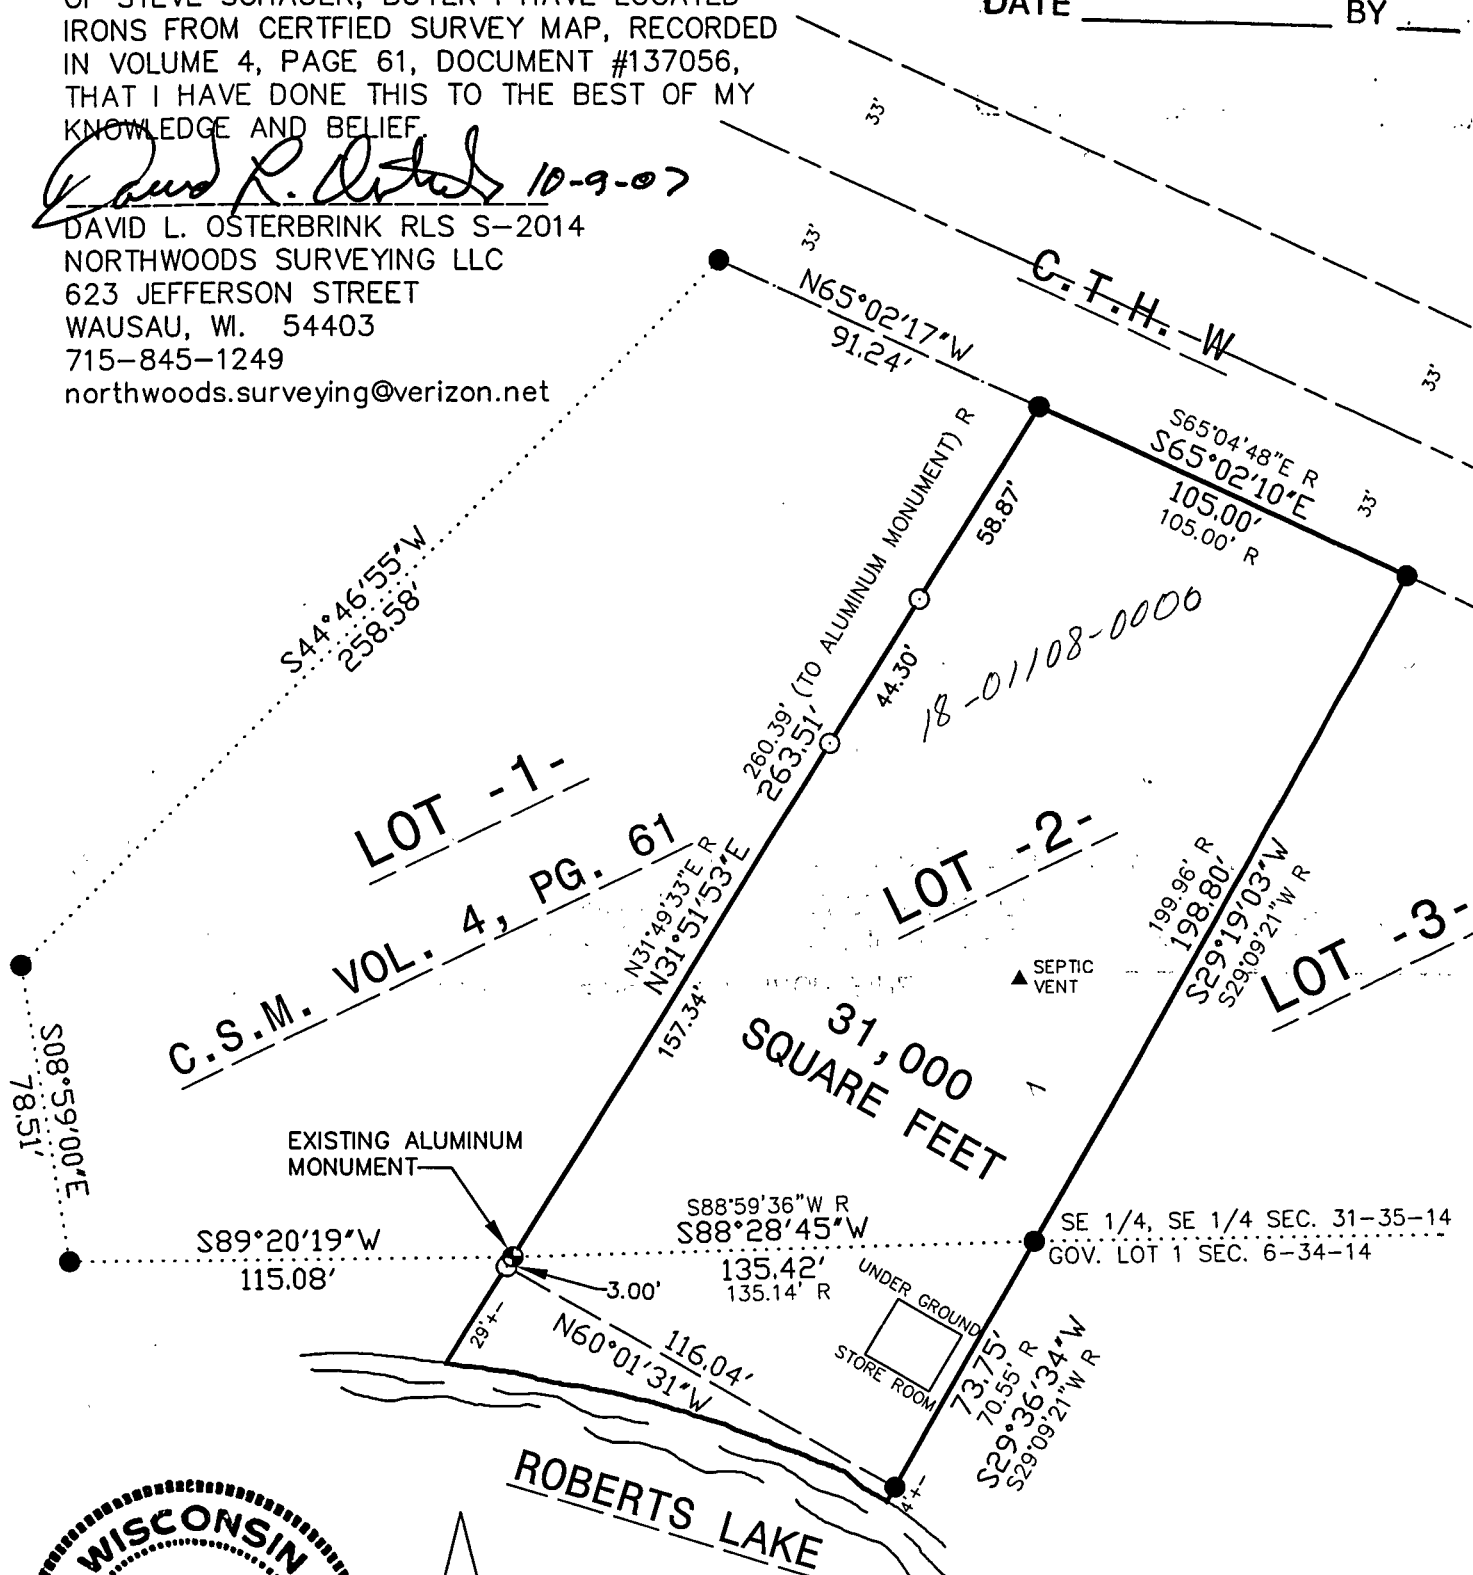 OF STEVE SCHAUER, BUYER I HAVE LOCATED
IRONS FROM CERTFIED SURVEY MAP, RECORDED
IN VOLUME 4, PAGE 61, DOCUMENT #137056,
THAT I HAVE DONE THIS TO THE BEST OF MY
KNOWLEDGE AND BELIEF.
10-9-07
DAVID L. OSTERBRINK RLS S-2014
NORTHWOODS SURVEYING LLC
623 JEFFERSON STREET
WAUSAU, WI. 54403
715-845-1249
northwoods.surveying@verizon.net
DATE BY
33'
33'
C.T.H. W
33'
33'
N65°02'17"W
91.24'
S65°04'48"E R
S65°02'10"E
105.00'
105.00' R
S44°46'55"W
258.58'
260.39' (TO ALUMINUM MONUMENT) R
263.51'
58.87'
44.30'
18-01108-0006
LOT -1-
C.S.M. VOL. 4, PG. 61
N31°49'33"E R
N31°51'53"E
157.34'
LOT -2-
SEPTIC
VENT
31,000
SQUARE FEET
199.96' R
198.80'
S29°19'03"W
S29°09'21"W R
LOT -3-
S08°59'00"E
78.51'
EXISTING ALUMINUM
MONUMENT
S89°20'19"W
115.08'
S88°59'36"W R
S88°28'45"W
135.42'
135.14' R
SE 1/4, SE 1/4 SEC. 31-35-14
GOV. LOT 1 SEC. 6-34-14
3.00'
29'+-
116.04'
N60°01'31"W
UNDER GROUND
STORE ROOM
73.75'
70.55' R
S29°36'34"W
S29°09'21"W R
4'+-
ROBERTS LAKE
WISCONSIN